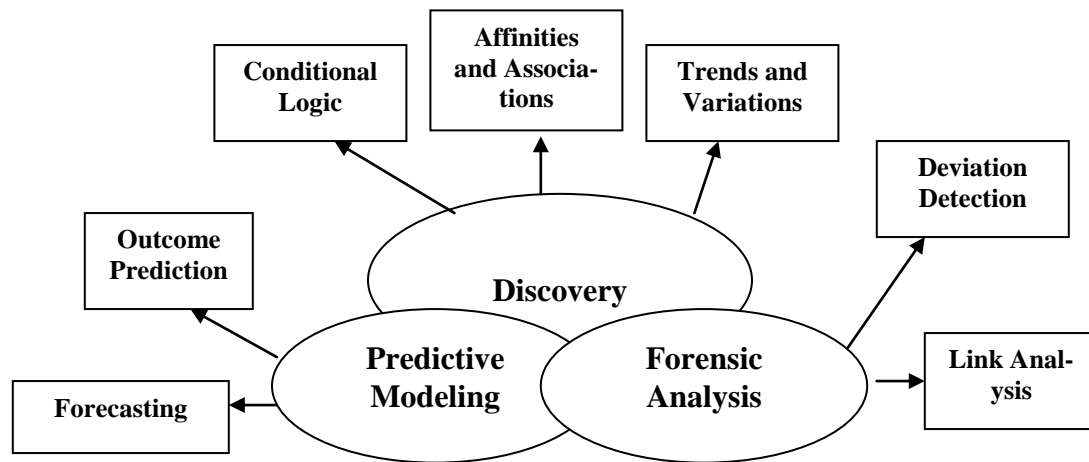 Affinities
and Associa-
tions
Conditional
Logic
Trends and
Variations
Deviation
Detection
Outcome
Prediction
Discovery
Predictive
Modeling
Forensic
Analysis
Link Anal-
ysis
Forecasting